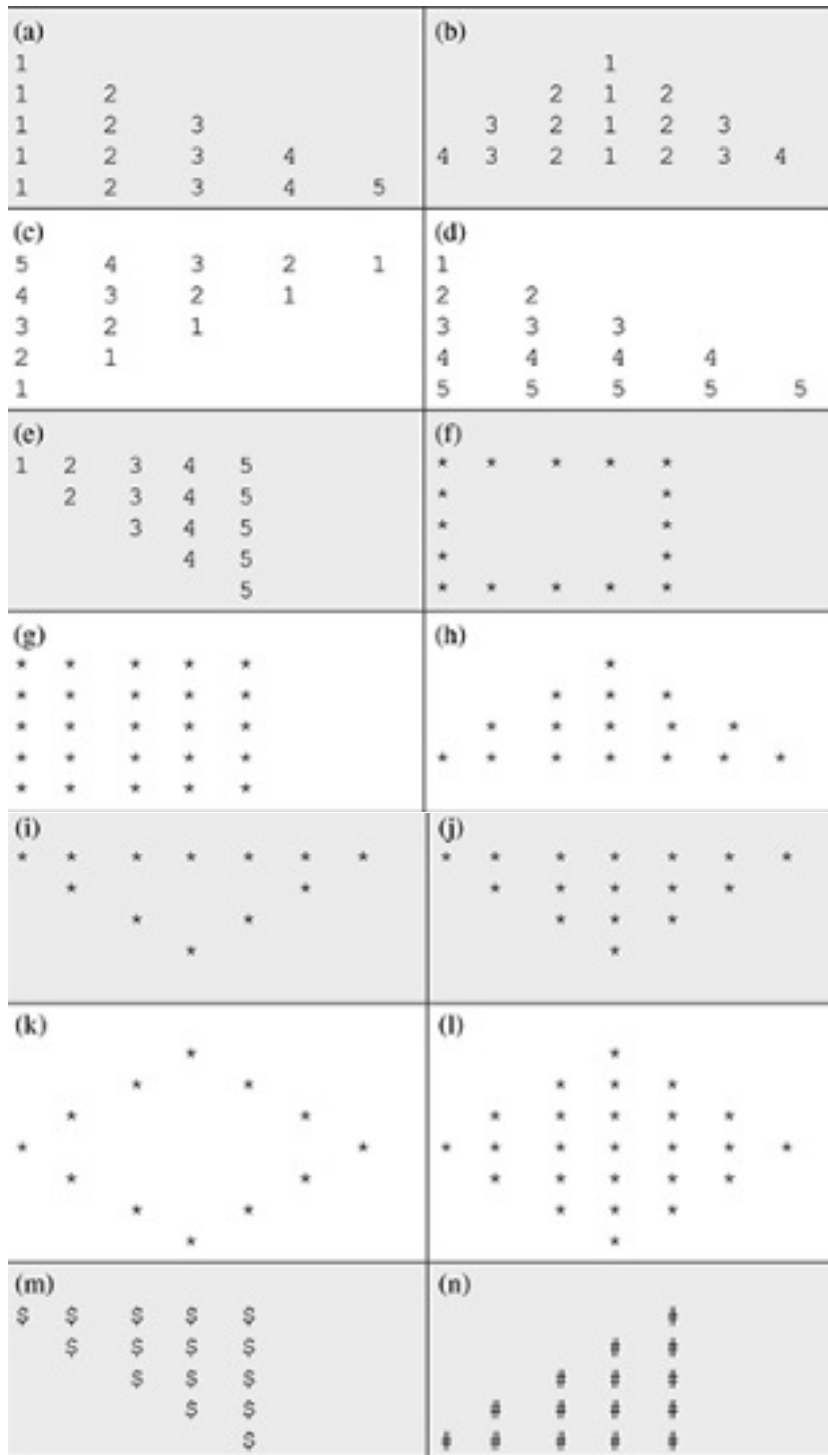 (a)
1
1 2
1 2 3
1 2 3 4
1 2 3 4 5
(b)
1
2 1 2
3 2 1 2 3
4 3 2 1 2 3 4
(c)
5 4 3 2 1
4 3 2 1
3 2 1
2 1
1
(d)
1
2 2
3 3 3
4 4 4 4
5 5 5 5 5
(e)
1 2 3 4 5
2 3 4 5
3 4 5
4 5
5
(f)
* * * * *
* *
* *
* *
* * * * *
(g)
* * * * *
* * * * *
* * * * *
* * * * *
* * * * *
(h)
*
* * *
* * * * *
* * * * * * *
(i)
* * * * * * *
* *
* *
*
(j)
* * * * * * *
* * * * *
* * *
*
(k)
*
* *
* *
* *
* *
* *
*
(l)
*
* * *
* * * * *
* * * * * * *
* * * * *
* * *
*
(m)
$ $ $ $ $
$ $ $ $
$ $ $
$ $
$
(n)
#
# #
# # #
# # # #
# # # # #